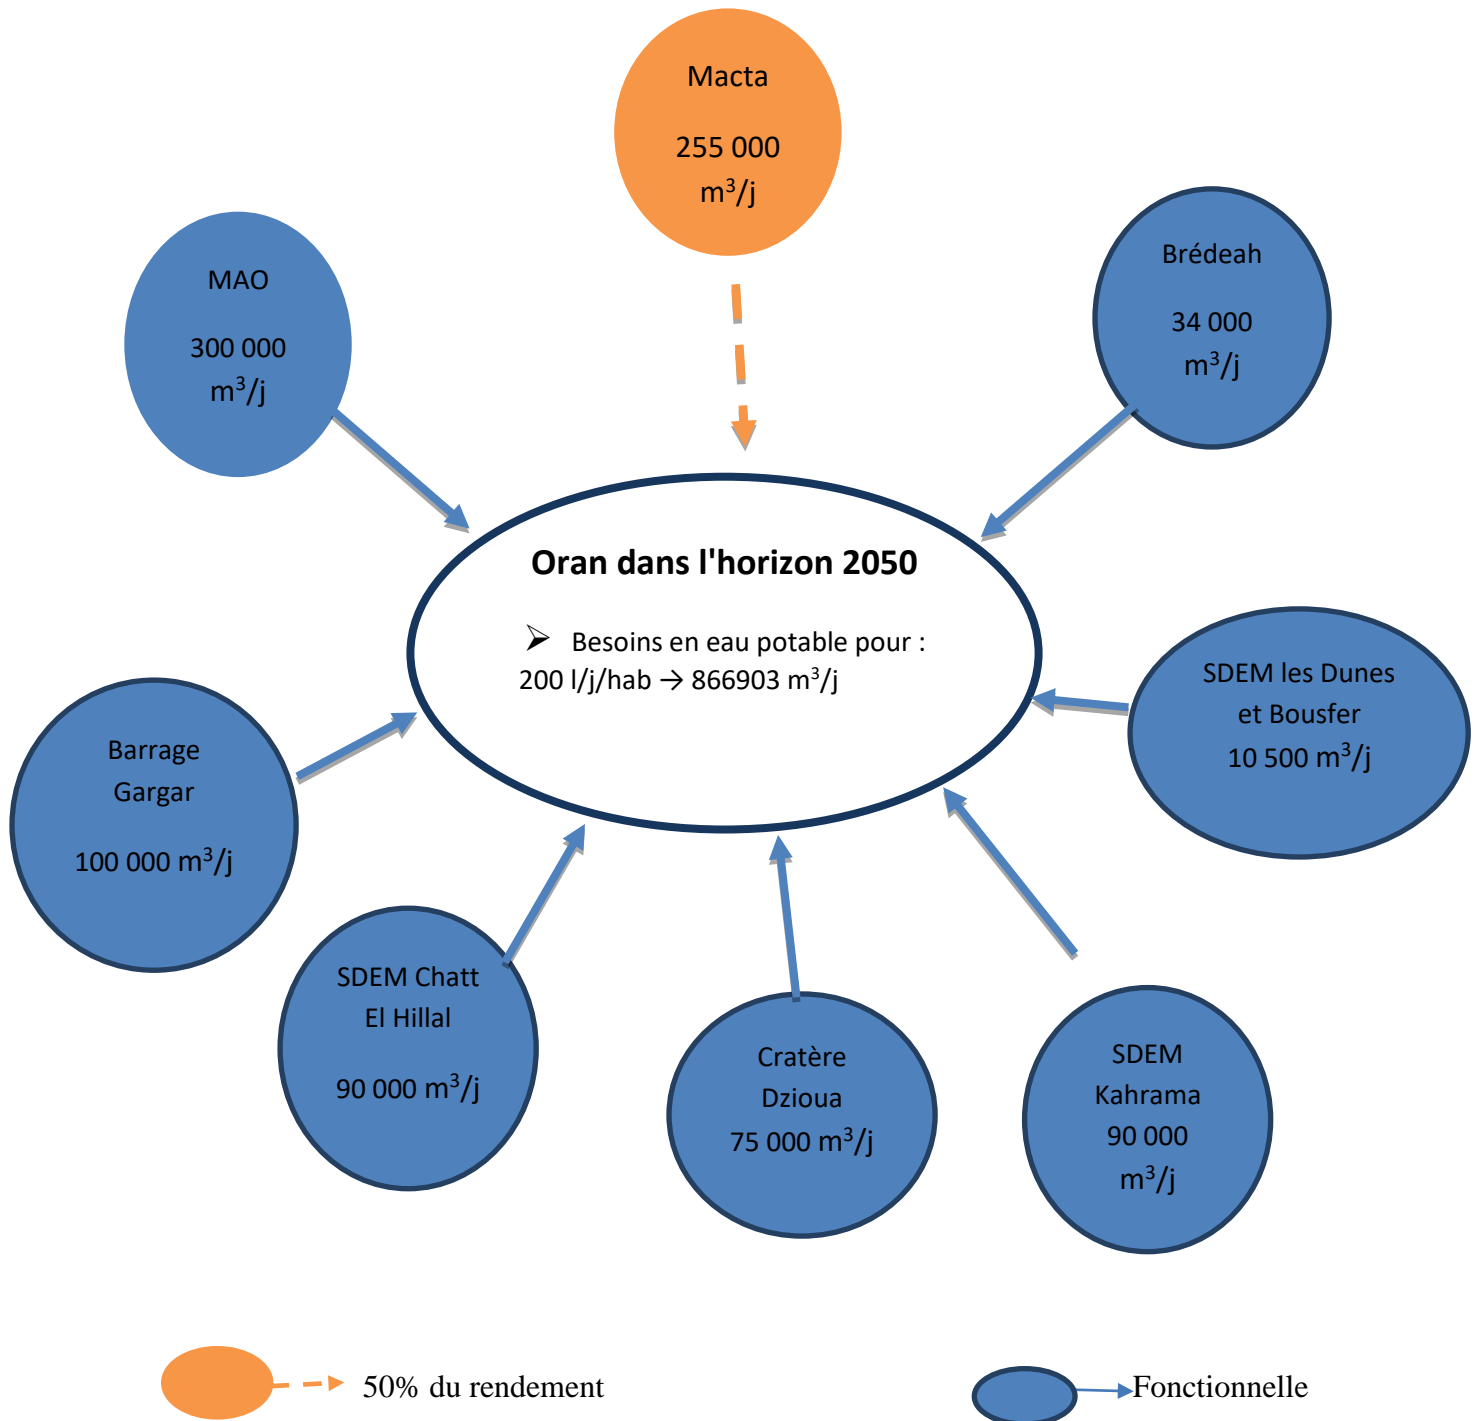 Macta
255 000
m³/j
MAO
300 000
m³/j
Brédeah
34 000
m³/j
Oran dans l'horizon 2050
➢ Besoins en eau potable pour :
200 l/j/hab → 866903 m³/j
SDEM les Dunes
et Bousfer
10 500 m³/j
Barrage
Gargar
100 000 m³/j
SDEM Chatt
El Hillal
90 000 m³/j
Cratère
Dzioua
75 000 m³/j
SDEM
Kahrama
90 000
m³/j
50% du rendement
Fonctionnelle